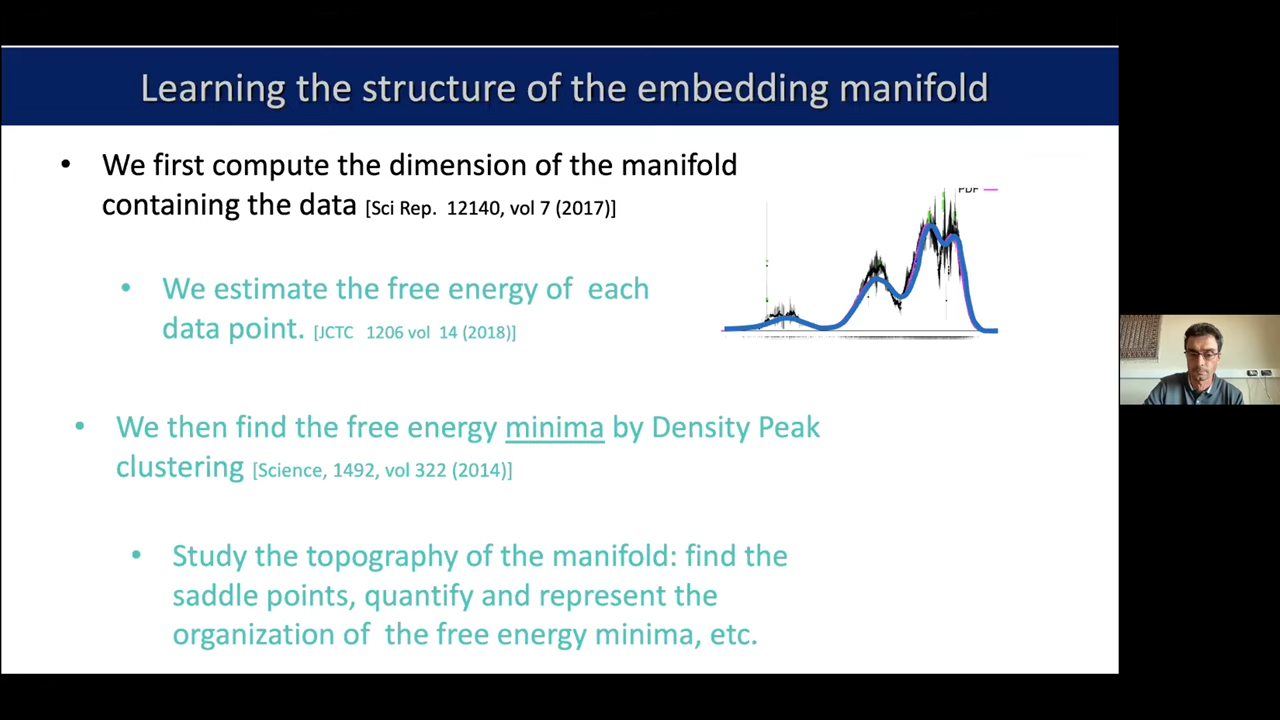 Learning the structure of the embedding manifold
• We first compute the dimension of the manifold
containing the data [Sci Rep. 12140, vol 7 (2017)]
PDF
• We estimate the free energy of each
data point. [JCTC 1206 vol 14 (2018)]
• We then find the free energy minima by Density Peak
clustering [Science, 1492, vol 322 (2014)]
• Study the topography of the manifold: find the
saddle points, quantify and represent the
organization of the free energy minima, etc.